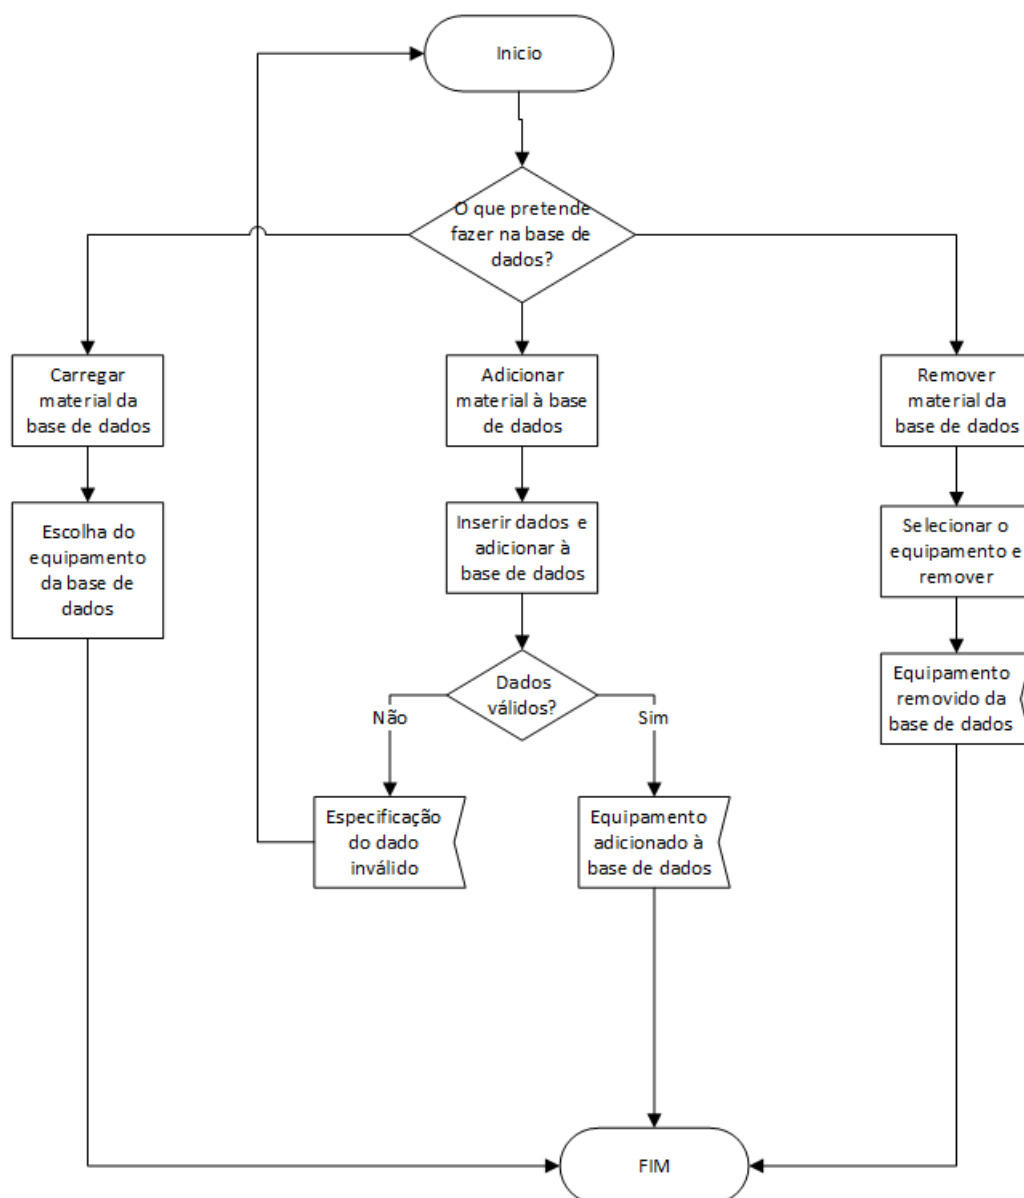 Inicio
O que pretende
fazer na base de
dados?
Carregar
material da
base de dados
Adicionar
material à base
de dados
Remover
material da
base de dados
Escolha do
equipamento
da base de
dados
Inserir dados e
adicionar à
base de dados
Selecionar o
equipamento e
remover
Dados
válidos?
Equipamento
removido da
base de dados
Não
Sim
Especificação
do dado
inválido
Equipamento
adicionado à
base de dados
FIM